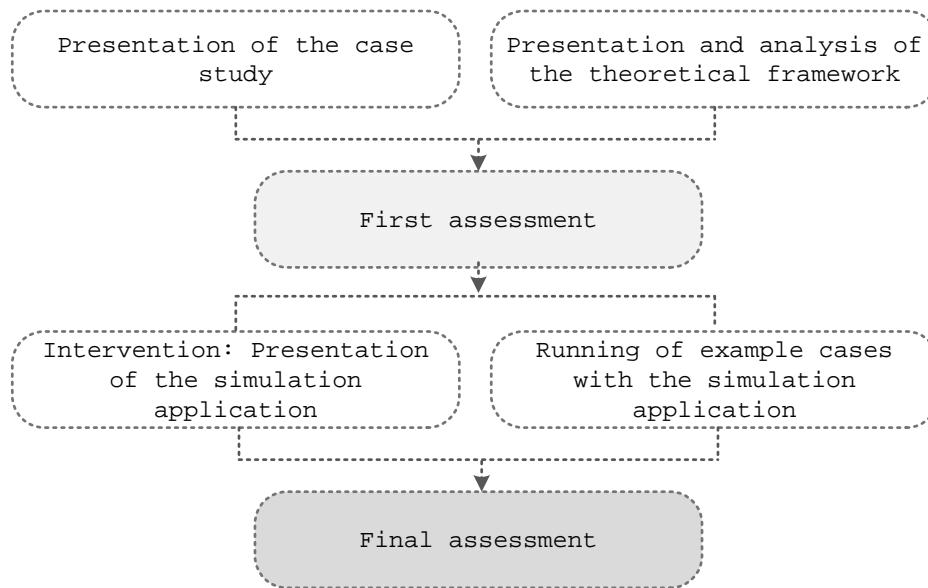 Presentation of the case
study
Presentation and analysis of
the theoretical framework
First assessment
Intervention: Presentation
of the simulation
application
Running of example cases
with the simulation
application
Final assessment